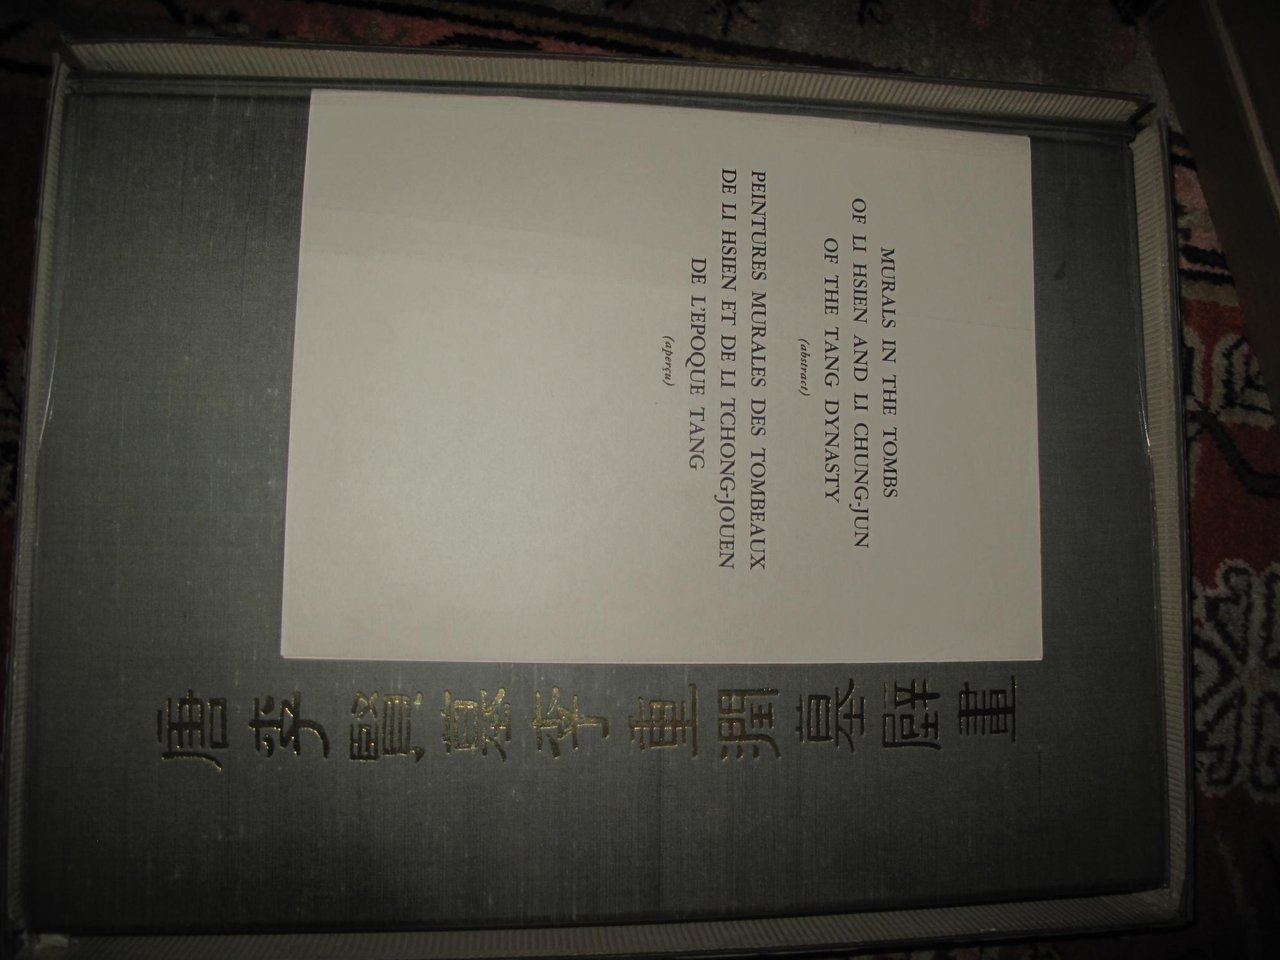 MURALS IN THE TOMBS
OF LI HSIEN AND LI CHUNG-JUN
OF THE TANG DYNASTY
(abstract)
PEINTURES MURALES DES TOMBEAUX
DE LI HSIEN ET DE LI TCHONG-JOUEN
DE L'EPOQUE TANG
(aperçu)
唐李賢墓李重潤墓壁畫